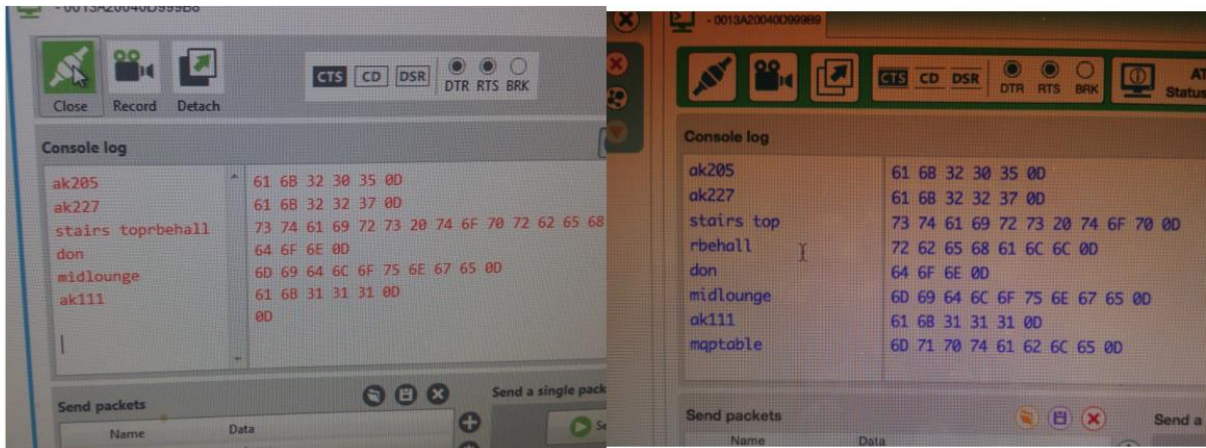 - 0013A20040D999B8
Close Record Detach
CTS CD DSR
DTR RTS BRK
Console log
ak205
ak227
stairs toprbehall
don
midlounge
ak111
61 6B 32 30 35 0D
61 6B 32 32 37 0D
73 74 61 69 72 73 20 74 6F 70 72 62 65 68
64 6F 6E 0D
6D 69 64 6C 6F 75 6E 67 65 0D
61 6B 31 31 31 0D
0D
Send packets
Name Data
Send a single pack
- 0013A20040D999B9
CTS CD DSR
DTR RTS BRK
AT
Status
Console log
ak205
ak227
stairs top
rbehall
don
midlounge
ak111
mqptable
61 6B 32 30 35 0D
61 6B 32 32 37 0D
73 74 61 69 72 73 20 74 6F 70 0D
72 62 65 68 61 6C 6C 0D
64 6F 6E 0D
6D 69 64 6C 6F 75 6E 67 65 0D
61 6B 31 31 31 0D
6D 71 70 74 61 62 6C 65 0D
Send packets
Name Data
Send a